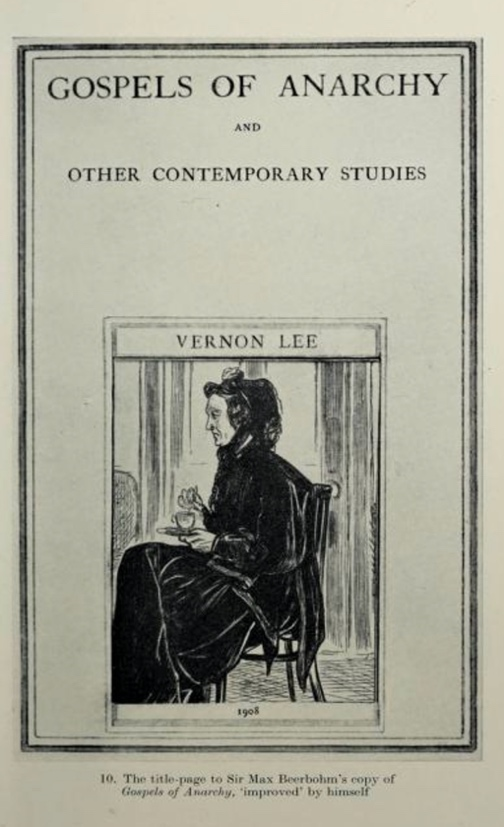 GOSPELS OF ANARCHY
AND
OTHER CONTEMPORARY STUDIES
VERNON LEE
1908
10. The title-page to Sir Max Beerbohm's copy of
Gospels of Anarchy, 'improved' by himself